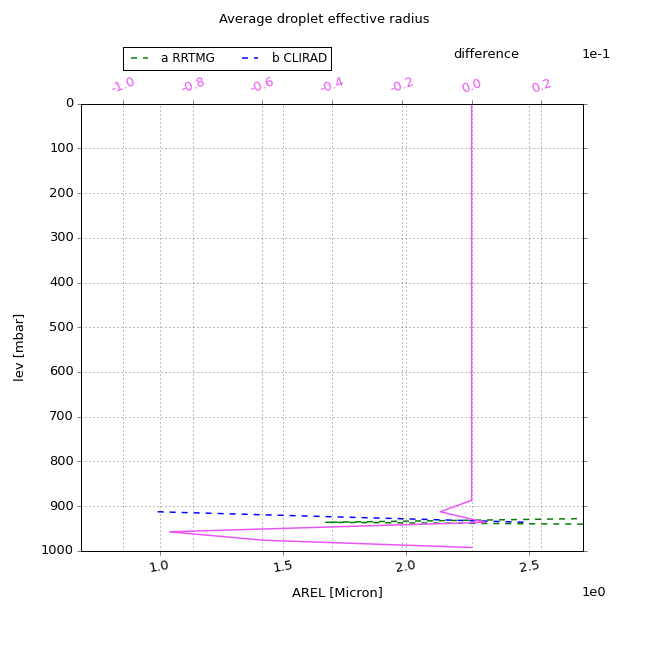 Average droplet effective radius
a RRTMG b CLIRAD
difference 1e-1
-1.0 -0.8 -0.6 -0.4 -0.2 0.0 0.2
0
100
200
300
400
500
600
700
800
900
1000
lev [mbar]
1.0 1.5 2.0 2.5
AREL [Micron] 1e0